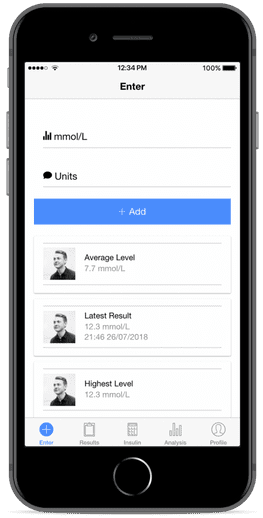 12:34 PM
100%
Enter
mmol/L
Units
+ Add
Average Level
7.7 mmol/L
Latest Result
12.3 mmol/L
21:46 26/07/2018
Highest Level
12.3 mmol/L
Enter
Results
Insulin
Analysis
Profile